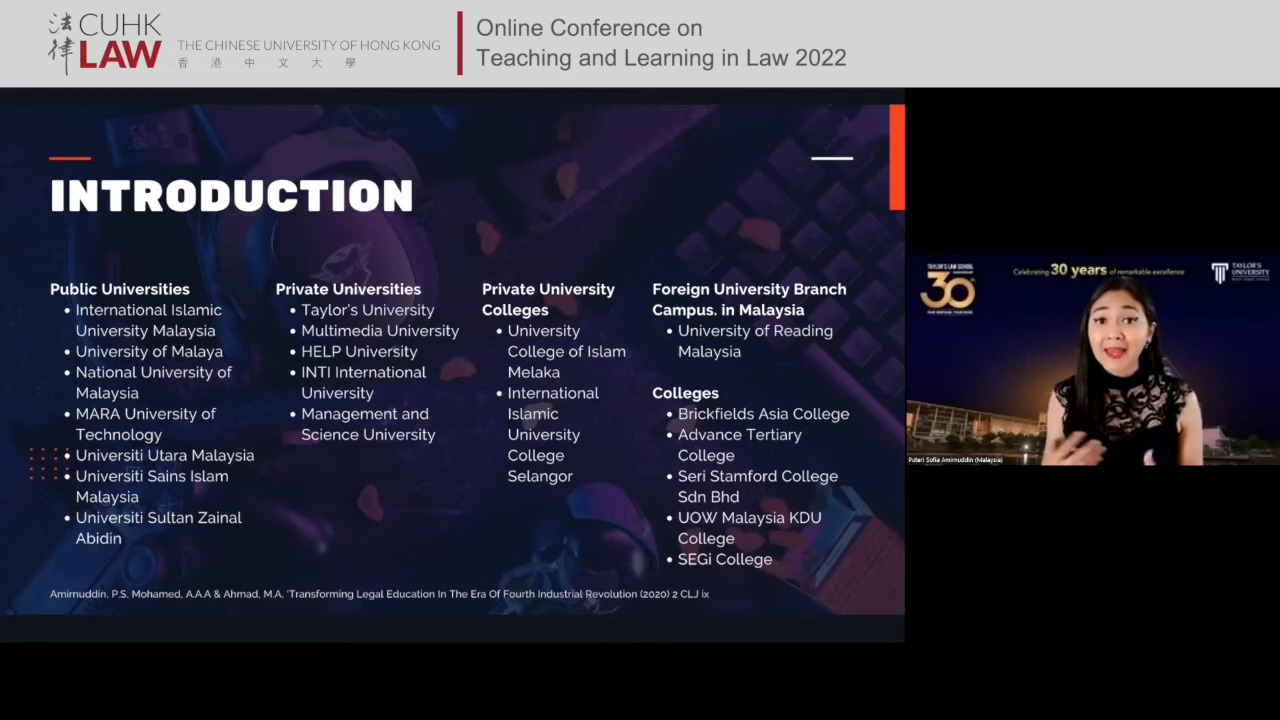 法律
CUHK
LAW
THE CHINESE UNIVERSITY OF HONG KONG
香港中文大學
Online Conference on
Teaching and Learning in Law 2022
INTRODUCTION
Public Universities
• International Islamic
University Malaysia
• University of Malaya
• National University of
Malaysia
• MARA University of
Technology
• Universiti Utara Malaysia
• Universiti Sains Islam
Malaysia
• Universiti Sultan Zainal
Abidin
Private Universities
• Taylor's University
• Multimedia University
• HELP University
• INTI International
University
• Management and
Science University
Private University
Colleges
• University
College of Islam
Melaka
• International
Islamic
University
College
Selangor
Foreign University Branch
Campus. in Malaysia
• University of Reading
Malaysia
Colleges
• Brickfields Asia College
• Advance Tertiary
College
• Seri Stamford College
Sdn Bhd
• UOW Malaysia KDU
College
• SEGi College
Amirnuddin, P.S, Mohamed, A.A.A & Ahmad, M.A, 'Transforming Legal Education In The Era Of Fourth Industrial Revolution (2020) 2 CLJ ix
TAYLOR'S LAW SCHOOL
30
Celebrating 30 years of remarkable excellence
TAYLOR'S
UNIVERSITY
Puteri Sofia Amirnuddin (Malaysia)